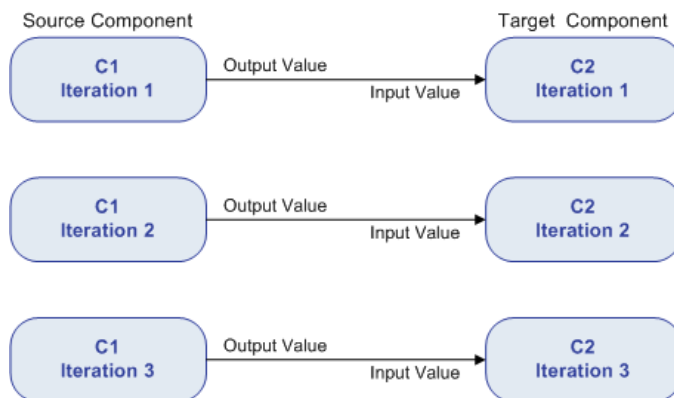 Source Component
Target Component
C1
Iteration 1
Output Value
Input Value
C2
Iteration 1
C1
Iteration 2
Output Value
Input Value
C2
Iteration 2
C1
Iteration 3
Output Value
Input Value
C2
Iteration 3